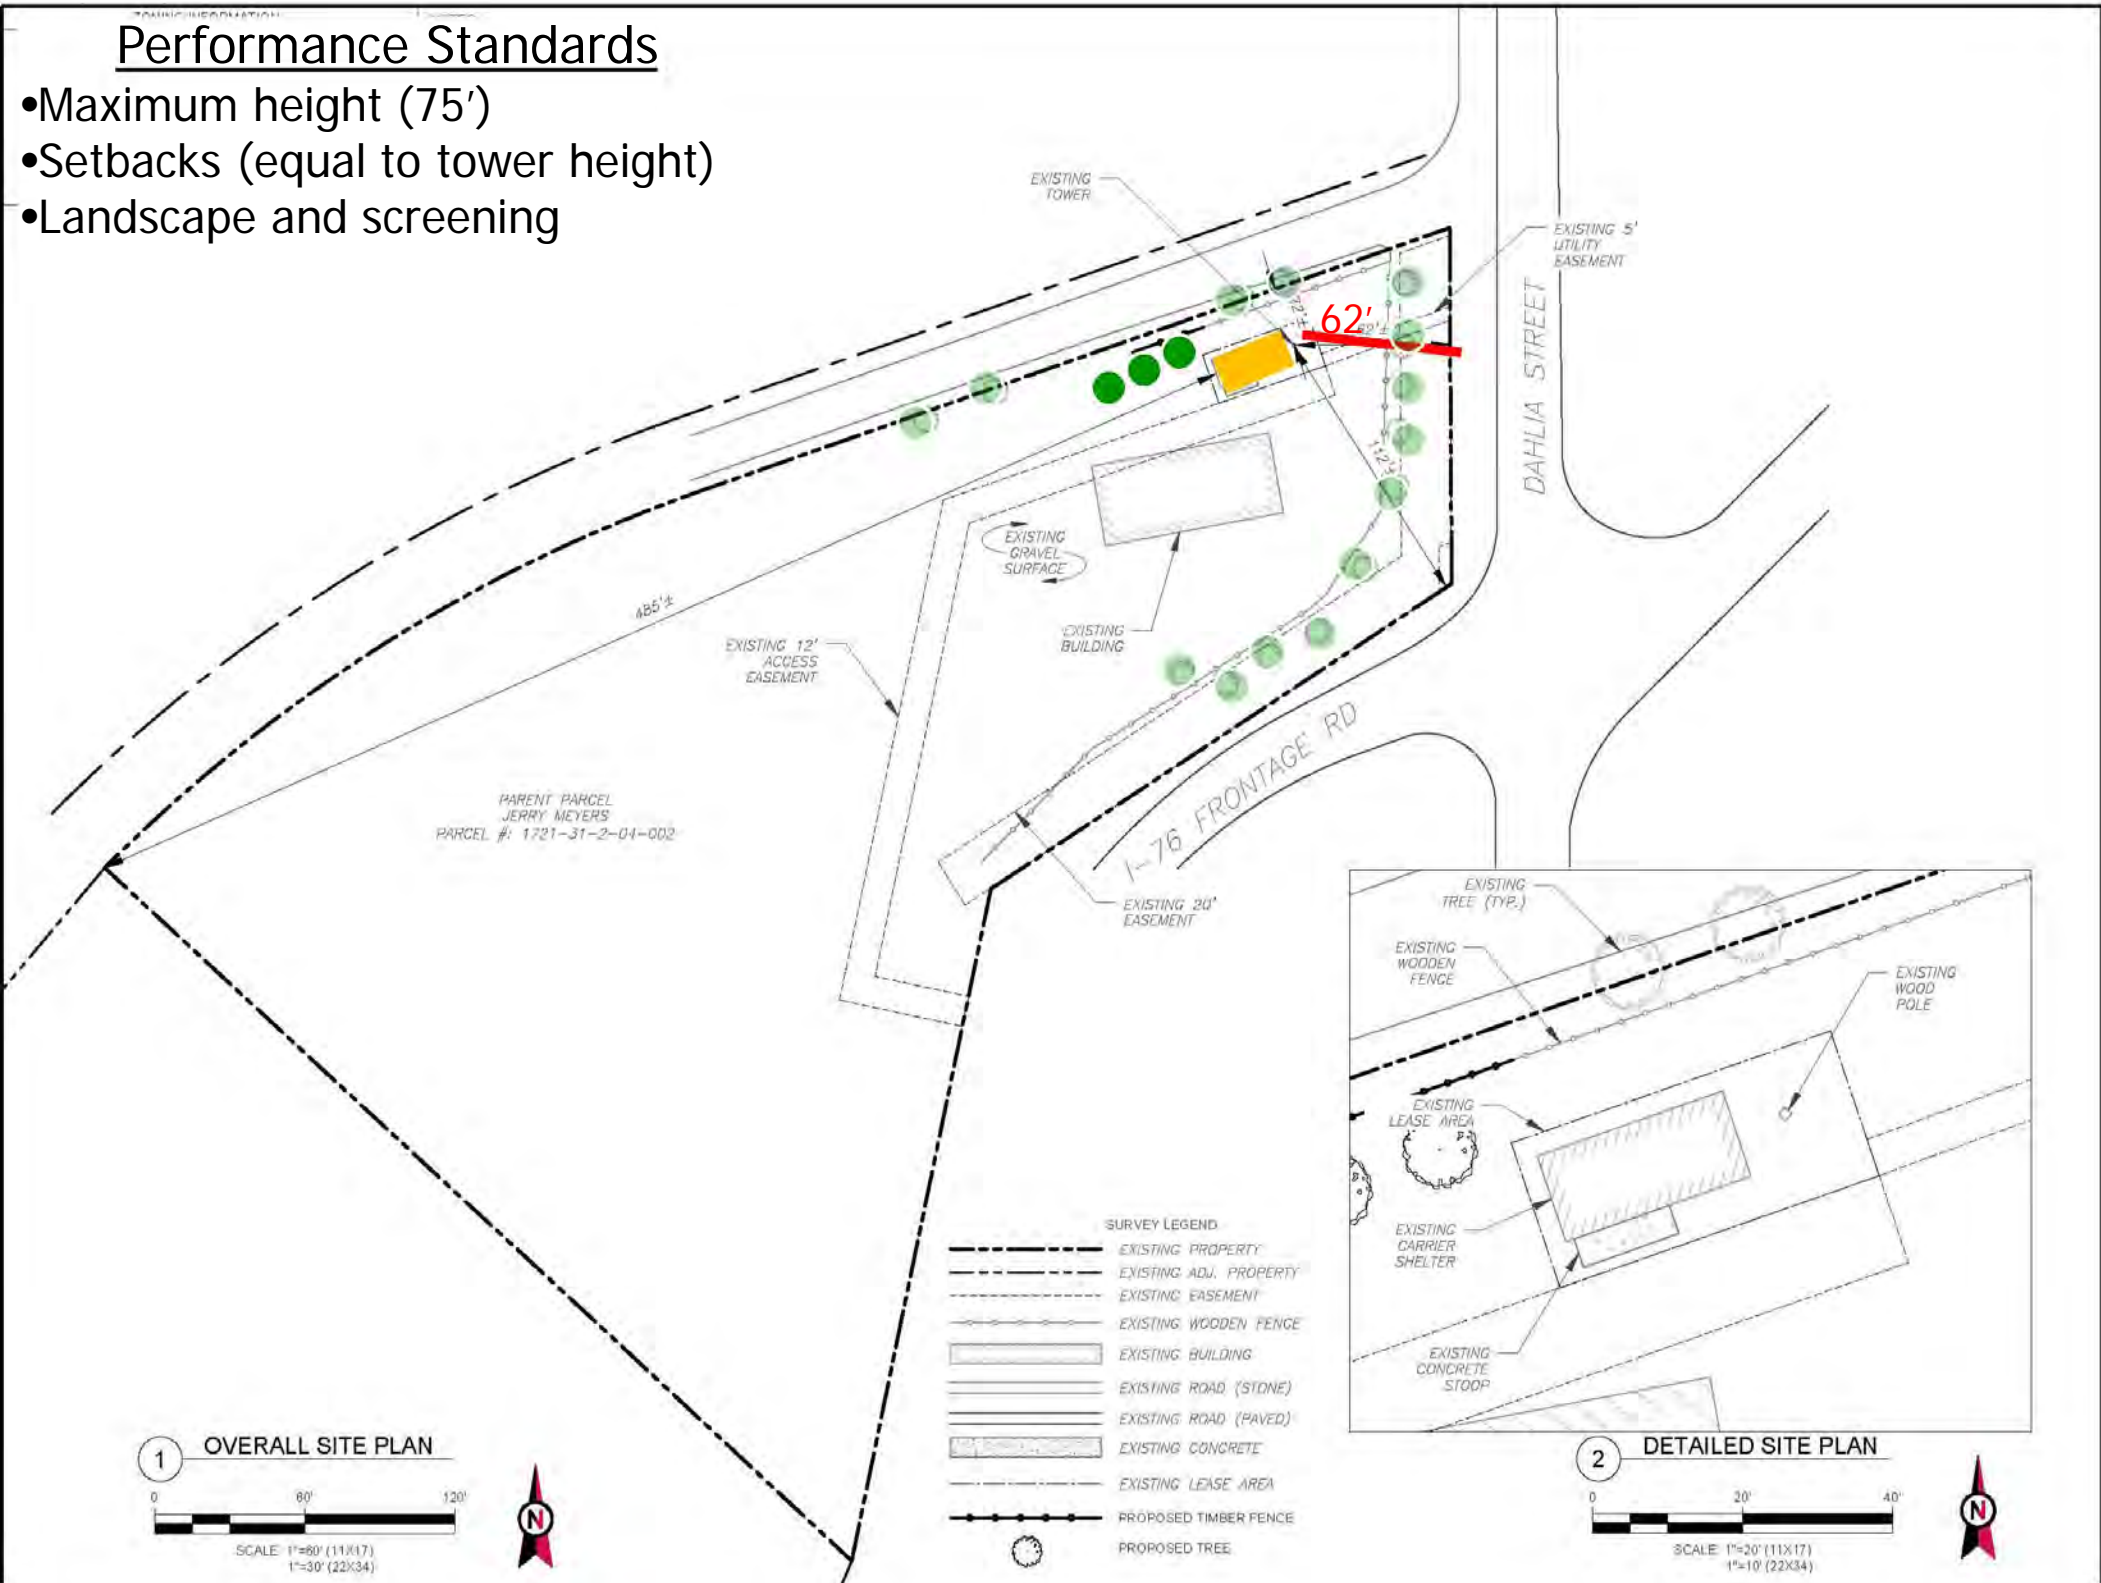 ZONING INFORMATION
Performance Standards
•Maximum height (75')
•Setbacks (equal to tower height)
•Landscape and screening
EXISTING
TOWER
EXISTING 5'
UTILITY
EASEMENT
62'
62'±
DAHLIA STREET
112'±
EXISTING
GRAVEL
SURFACE
485'±
EXISTING
BUILDING
EXISTING 12'
ACCESS
EASEMENT
I-76 FRONTAGE RD
PARENT PARCEL
JERRY MEYERS
PARCEL #: 1721-31-2-04-002
EXISTING 20'
EASEMENT
EXISTING
TREE (TYP.)
EXISTING
WOODEN
FENCE
EXISTING
WOOD
POLE
EXISTING
LEASE AREA
EXISTING
CARRIER
SHELTER
EXISTING
CONCRETE
STOOP
SURVEY LEGEND
EXISTING PROPERTY
EXISTING ADJ. PROPERTY
EXISTING EASEMENT
EXISTING WOODEN FENCE
EXISTING BUILDING
EXISTING ROAD (STONE)
EXISTING ROAD (PAVED)
EXISTING CONCRETE
EXISTING LEASE AREA
PROPOSED TIMBER FENCE
PROPOSED TREE
1 OVERALL SITE PLAN
0 60' 120'
SCALE: 1"=60' (11X17)
1"=30' (22X34)
N
2 DETAILED SITE PLAN
0 20' 40'
SCALE: 1"=20' (11X17)
1"=10' (22X34)
N